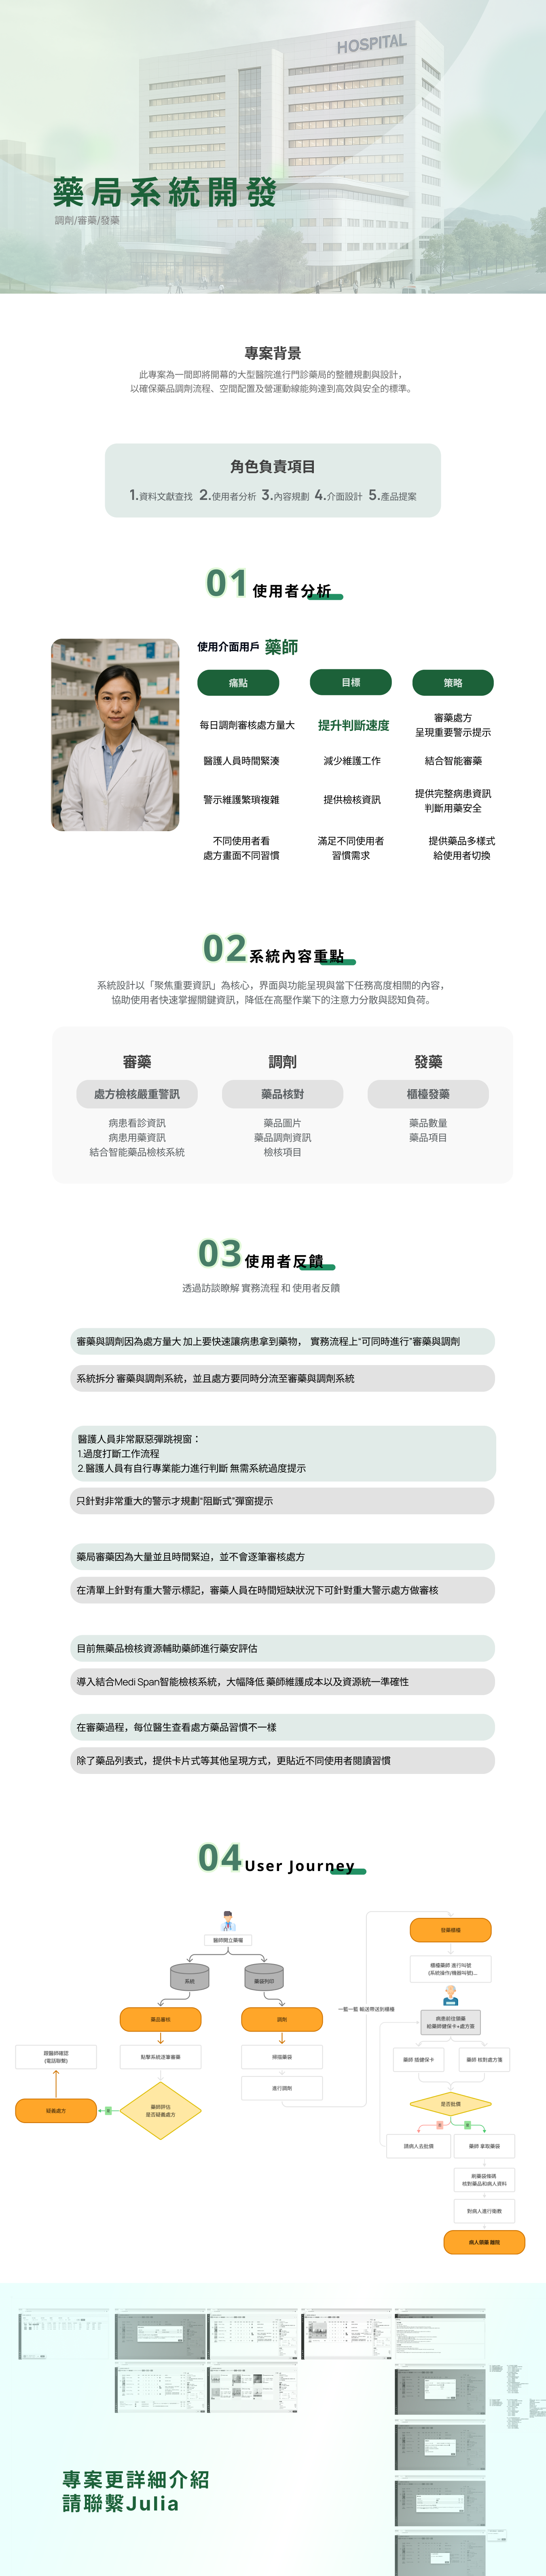 HOSPITAL
藥局系統開發
調劑/審藥/發藥
專案背景
此專案為一間即將開幕的大型醫院進行門診藥局的整體規劃與設計，
以確保藥品調劑流程、空間配置及營運動線能夠達到高效與安全的標準。
角色負責項目
1.資料文獻查找 2.使用者分析 3.內容規劃 4.介面設計 5.產品提案
01 使用者分析
使用介面用戶 藥師
痛點 目標 策略
每日調劑審核處方量大
提升判斷速度
審藥處方
呈現重要警示提示
醫護人員時間緊湊
減少維護工作
結合智能審藥
警示維護繁瑣複雜
提供檢核資訊
提供完整病患資訊
判斷用藥安全
不同使用者看
處方畫面不同習慣
滿足不同使用者
習慣需求
提供藥品多樣式
給使用者切換
02 系統內容重點
系統設計以「聚焦重要資訊」為核心，界面與功能呈現與當下任務高度相關的內容，
協助使用者快速掌握關鍵資訊，降低在高壓作業下的注意力分散與認知負荷。
審藥
處方檢核嚴重警訊
病患看診資訊
病患用藥資訊
結合智能藥品檢核系統
調劑
藥品核對
藥品圖片
藥品調劑資訊
檢核項目
發藥
櫃檯發藥
藥品數量
藥品項目
03 使用者反饋
透過訪談瞭解 實務流程 和 使用者反饋
審藥與調劑因為處方量大 加上要快速讓病患拿到藥物， 實務流程上“可同時進行”審藥與調劑
系統拆分 審藥與調劑系統，並且處方要同時分流至審藥與調劑系統
醫護人員非常厭惡彈跳視窗：
1.過度打斷工作流程
2.醫護人員有自行專業能力進行判斷 無需系統過度提示
只針對非常重大的警示才規劃“阻斷式”彈窗提示
藥局審藥因為大量並且時間緊迫，並不會逐筆審核處方
在清單上針對有重大警示標記，審藥人員在時間短缺狀況下可針對重大警示處方做審核
目前無藥品檢核資源輔助藥師進行藥安評估
導入結合Medi Span智能檢核系統，大幅降低 藥師維護成本以及資源統一準確性
在審藥過程，每位醫生查看處方藥品習慣不一樣
除了藥品列表式，提供卡片式等其他呈現方式，更貼近不同使用者閱讀習慣
04 User Journey
醫師開立藥囑
系統
藥袋列印
藥品審核
調劑
點擊系統逐筆審藥
掃描藥袋
進行調劑
藥師評估
是否疑義處方
是
疑義處方
跟醫師確認
(電話聯繫)
一籃一籃 輸送帶送到櫃檯
發藥櫃檯
櫃檯藥師 進行叫號
(系統操作/機器叫號)...
病患前往領藥
給藥師健保卡+處方箋
藥師 過健保卡
藥師 核對處方箋
是否批價
否
是
請病人去批價
藥師 拿取藥袋
刷藥袋條碼
核對藥品和病人資料
對病人進行衛教
病人領藥 離院
專案更詳細介紹
請聯繫Julia